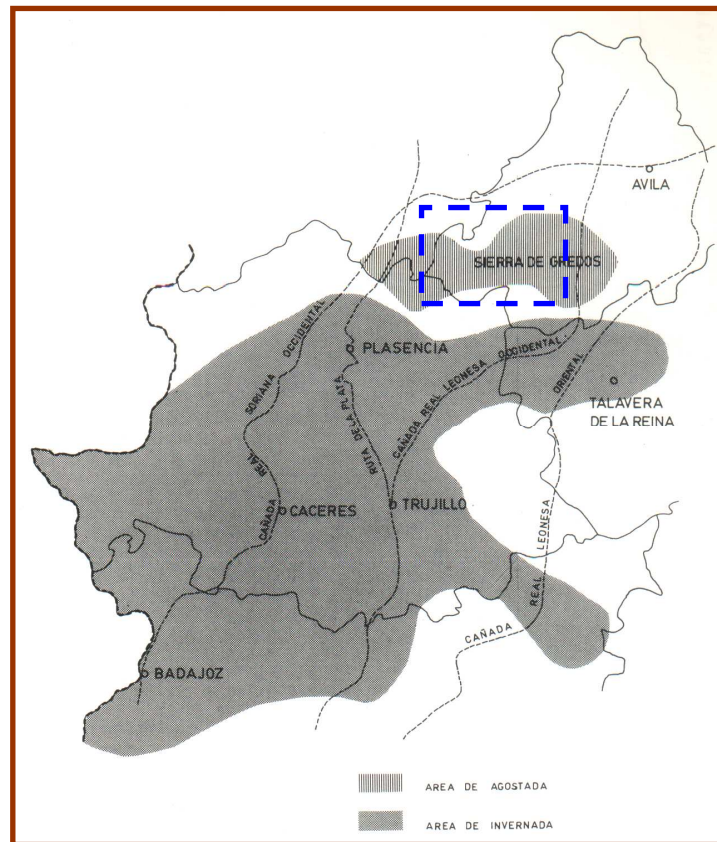 AVILA
SIERRA DE GREDOS
OCCIDENTAL
PLASENCIA
SORIANA
REAL
CAÑADA
RUTA DE LA PLATA
CAÑADA REAL LEONESA
OCCIDENTAL
ORIENTAL
TALAVERA
DE LA REINA
CACERES
TRUJILLO
LEONESA
REAL
CAÑADA
BADAJOZ
AREA DE AGOSTADA
AREA DE INVERNADA